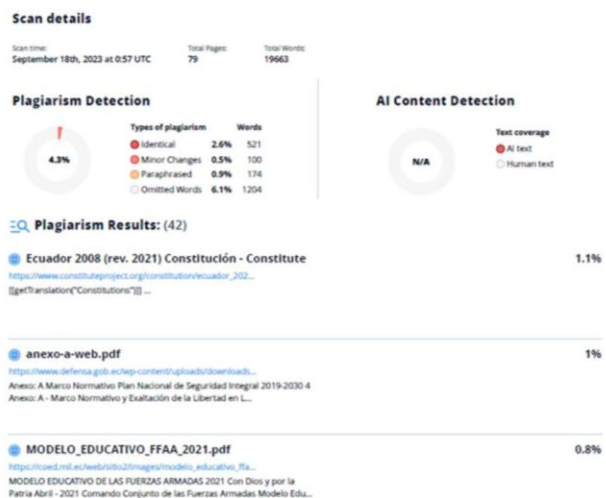 Scan details
Scan time: Total Pages: Total Words:
September 18th, 2023 at 0:57 UTC 79 19663
Plagiarism Detection AI Content Detection
Types of plagiarism Words
Identical 2.6% 521
Minor Changes 0.5% 100
Paraphrased 0.9% 174
Omitted Words 6.1% 1204
4.3%
Text coverage
AI text
Human text
N/A
Plagiarism Results: (42)
Ecuador 2008 (rev. 2021) Constitución - Constitute 1.1%
https://www.constituteproject.org/constitution/ecuador_202...
[[getTranslation("Constitutions")]] ...
anexo-a-web.pdf 1%
https://www.defensa.gob.ec/wp-content/uploads/downloads...
Anexo: A Marco Normativo Plan Nacional de Seguridad Integral 2019-2030 4
Anexo: A - Marco Normativo y Exaltación de la Libertad en L...
MODELO_EDUCATIVO_FFAA_2021.pdf 0.8%
https://coed.mil.ec/web/sitio2/images/modelo_educativo_ffa...
MODELO EDUCATIVO DE LAS FUERZAS ARMADAS 2021 Con Dios y por la
Patria Abril - 2021 Comando Conjunto de las Fuerzas Armadas Modelo Edu...